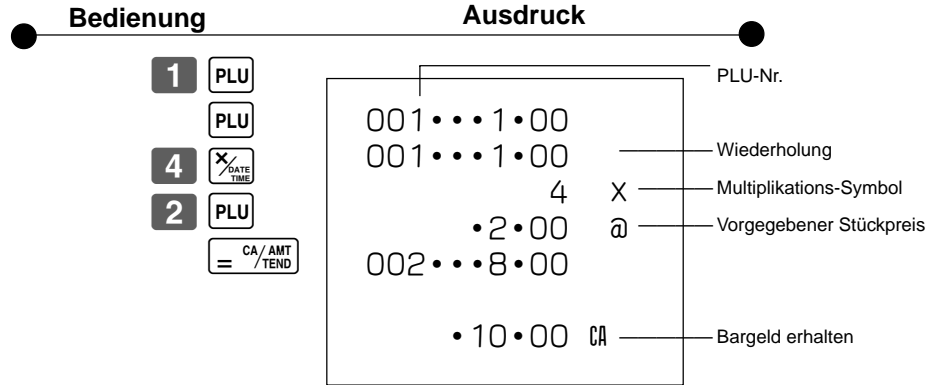 Bedienung Ausdruck
1 PLU
PLU
4 ×/DATE TIME
2 PLU
= CA/AMT TEND
PLU-Nr.
001•••1•00
001•••1•00 Wiederholung
4 X Multiplikations-Symbol
•2•00 @ Vorgegebener Stückpreis
002•••8•00
•10•00 CA Bargeld erhalten